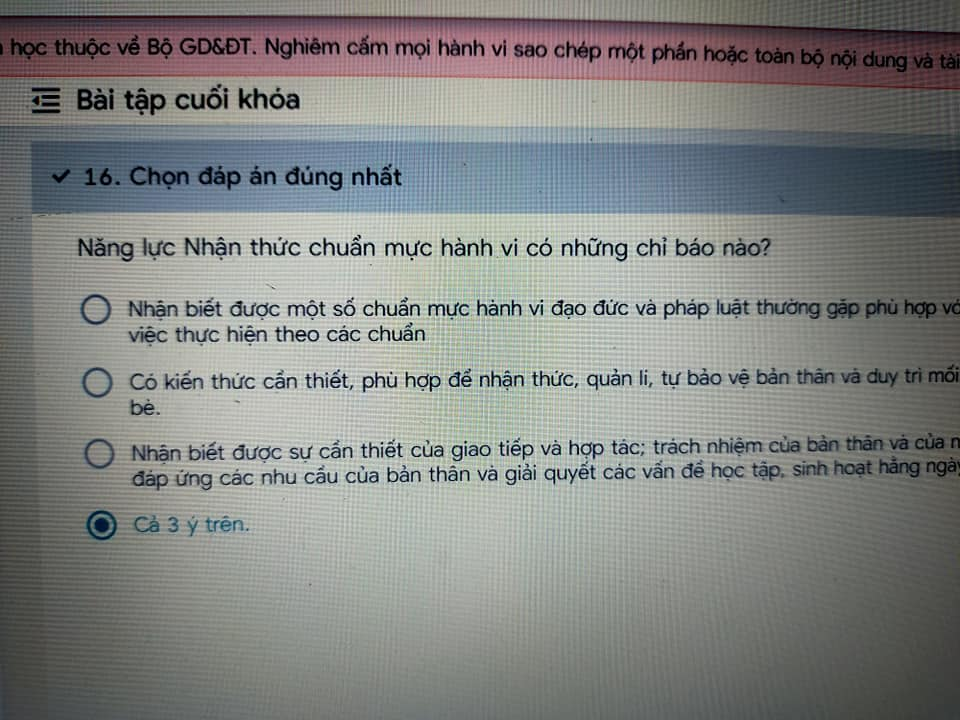 học thuộc về Bộ GD&ĐT. Nghiêm cấm mọi hành vi sao chép một phần hoặc toàn bộ nội dung và tài
Bài tập cuối khóa
16. Chọn đáp án đúng nhất
Năng lực Nhận thức chuẩn mực hành vi có những chỉ báo nào?
Nhận biết được một số chuẩn mực hành vi đạo đức và pháp luật thường gặp phù hợp vớ
việc thực hiện theo các chuẩn
Có kiến thức cần thiết, phù hợp để nhận thức, quản lí, tự bảo vệ bản thân và duy trì mối
bè.
Nhận biết được sự cần thiết của giao tiếp và hợp tác; trách nhiệm của bản thân và của
đáp ứng các nhu cầu của bản thân và giải quyết các vấn đề học tập, sinh hoạt hằng ngày
Cả 3 ý trên.